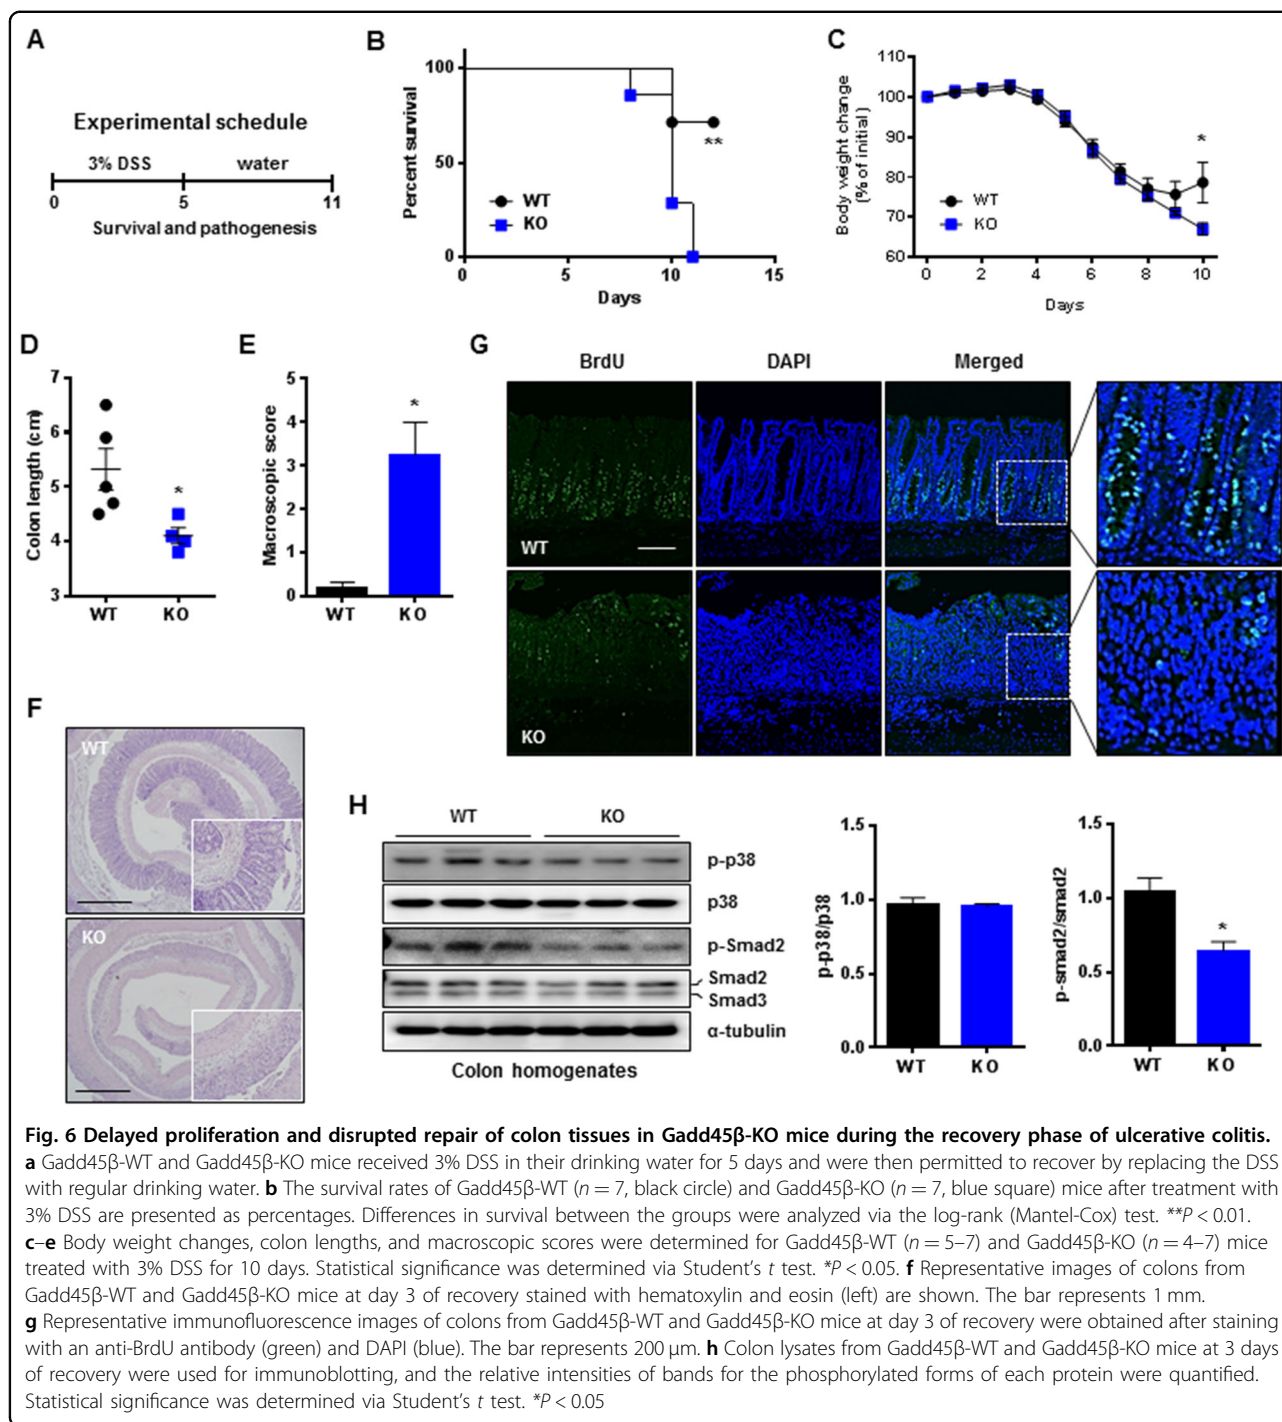 A
Experimental schedule
3% DSS
water
0
5
11
Survival and pathogenesis
B
Percent survival
100
50
0
WT
KO
**
0
5
10
15
Days
C
Body weight change
(% of initial)
110
100
90
80
70
60
WT
KO
*
0
2
4
6
8
10
Days
D
Colon length (cm)
7
6
5
4
3
*
WT
KO
E
Macroscopic score
5
4
3
2
1
0
*
WT
KO
G
BrdU
DAPI
Merged
WT
KO
F
WT
KO
H
WT
KO
p-p38
p38
p-Smad2
Smad2
Smad3
α-tubulin
Colon homogenates
p-p38/p38
1.5
1.0
0.5
0.0
WT
KO
p-smad2/smad2
1.5
1.0
0.5
0.0
*
WT
KO
Fig. 6 Delayed proliferation and disrupted repair of colon tissues in Gadd45β-KO mice during the recovery phase of ulcerative colitis.
a Gadd45β-WT and Gadd45β-KO mice received 3% DSS in their drinking water for 5 days and were then permitted to recover by replacing the DSS
with regular drinking water. b The survival rates of Gadd45β-WT (n = 7, black circle) and Gadd45β-KO (n = 7, blue square) mice after treatment with
3% DSS are presented as percentages. Differences in survival between the groups were analyzed via the log-rank (Mantel-Cox) test. **P < 0.01.
c–e Body weight changes, colon lengths, and macroscopic scores were determined for Gadd45β-WT (n = 5–7) and Gadd45β-KO (n = 4–7) mice
treated with 3% DSS for 10 days. Statistical significance was determined via Student's t test. *P < 0.05. f Representative images of colons from
Gadd45β-WT and Gadd45β-KO mice at day 3 of recovery stained with hematoxylin and eosin (left) are shown. The bar represents 1 mm.
g Representative immunofluorescence images of colons from Gadd45β-WT and Gadd45β-KO mice at day 3 of recovery were obtained after staining
with an anti-BrdU antibody (green) and DAPI (blue). The bar represents 200 μm. h Colon lysates from Gadd45β-WT and Gadd45β-KO mice at 3 days
of recovery were used for immunoblotting, and the relative intensities of bands for the phosphorylated forms of each protein were quantified.
Statistical significance was determined via Student's t test. *P < 0.05